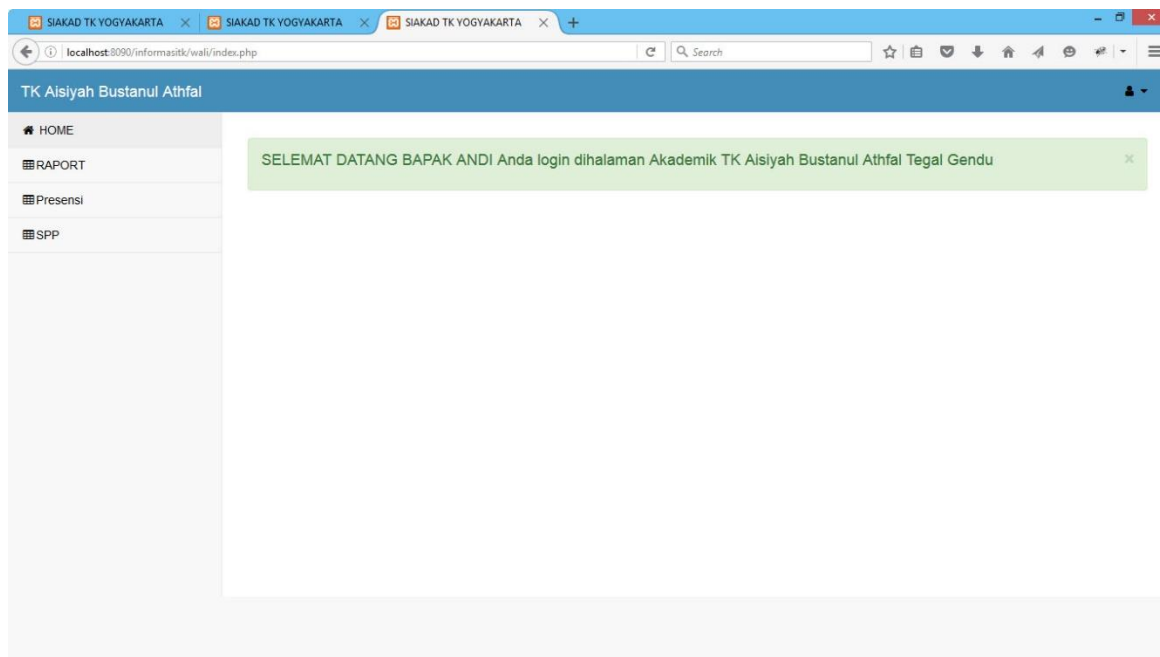 SIAKAD TK YOGYAKARTA
SIAKAD TK YOGYAKARTA
SIAKAD TK YOGYAKARTA
localhost:8090/informasitk/wali/index.php
Search
TK Aisiyah Bustanul Athfal
HOME
RAPORT
Presensi
SPP
SELEMAT DATANG BAPAK ANDI Anda login dihalaman Akademik TK Aisiyah Bustanul Athfal Tegal Gendu